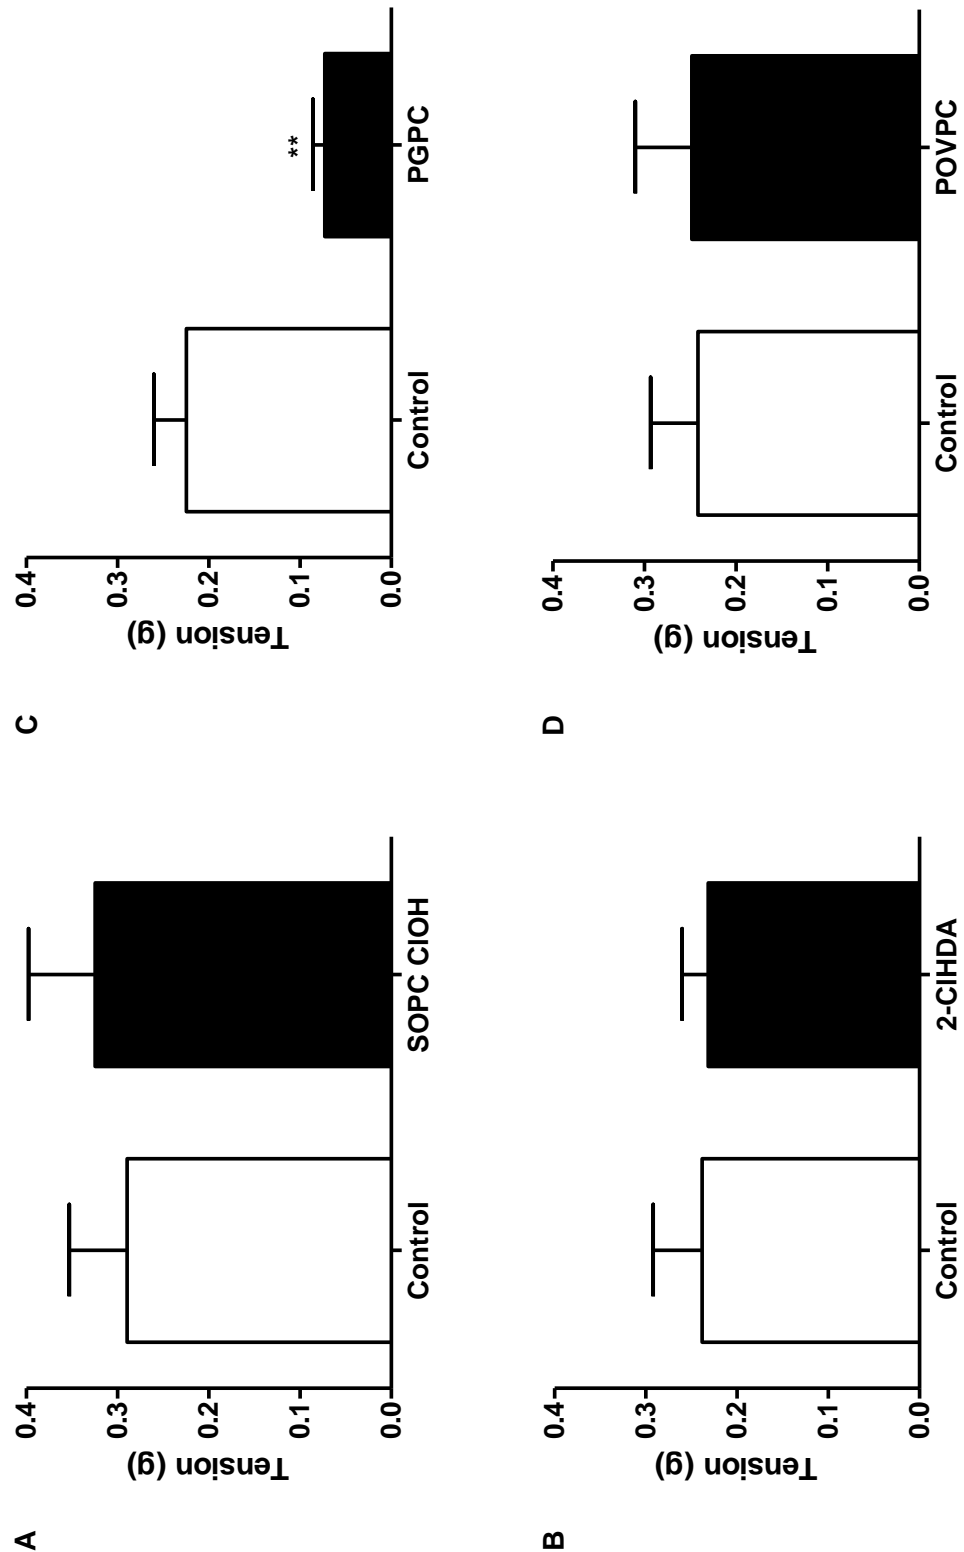 A
Tension (g)
0.4
0.3
0.2
0.1
0.0
Control
SOPC ClOH
C
Tension (g)
0.4
0.3
0.2
0.1
0.0
**
Control
PGPC
B
Tension (g)
0.4
0.3
0.2
0.1
0.0
Control
2-ClHDA
D
Tension (g)
0.4
0.3
0.2
0.1
0.0
Control
POVPC